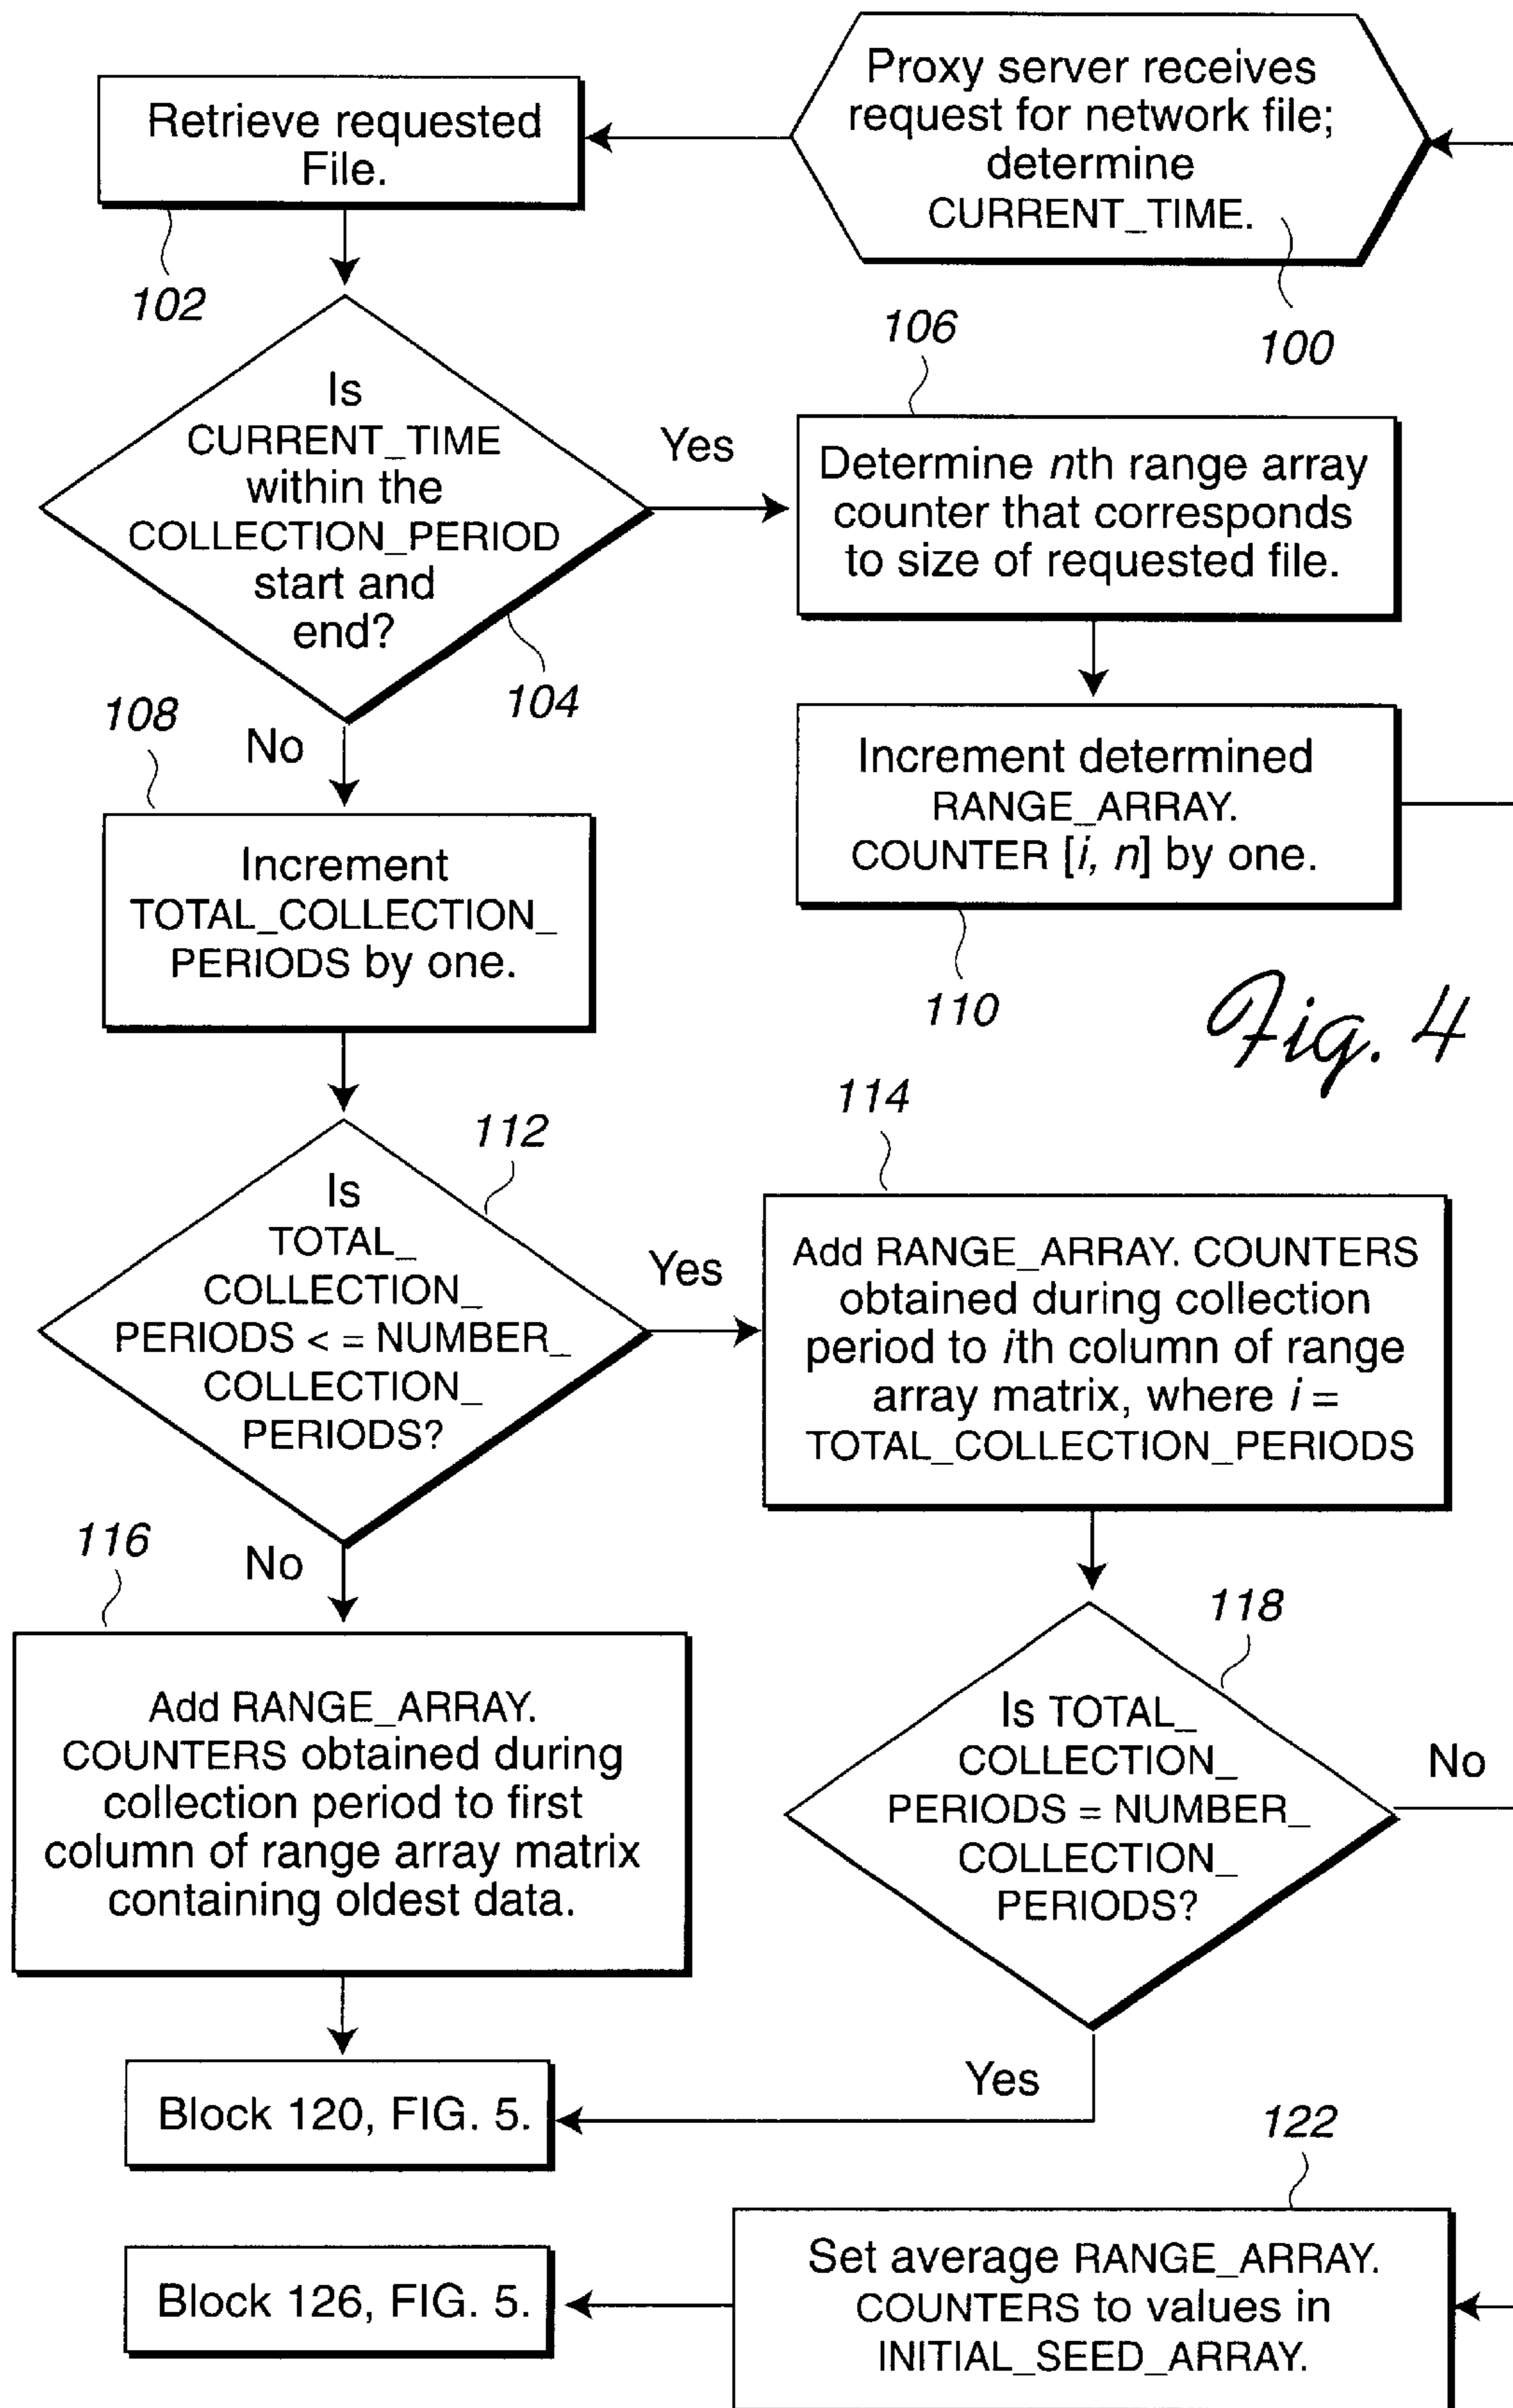 Proxy server receives
request for network file;
determine
CURRENT_TIME.
100
Retrieve requested
File.
102
Is
CURRENT_TIME
within the
COLLECTION_PERIOD
start and
end?
104
Yes
106
Determine nth range array
counter that corresponds
to size of requested file.
Increment determined
RANGE_ARRAY.
COUNTER [i, n] by one.
110
No
108
Increment
TOTAL_COLLECTION_
PERIODS by one.
Fig. 4
112
Is
TOTAL_
COLLECTION_
PERIODS < = NUMBER_
COLLECTION_
PERIODS?
Yes
114
Add RANGE_ARRAY. COUNTERS
obtained during collection
period to ith column of range
array matrix, where i =
TOTAL_COLLECTION_PERIODS
No
116
Add RANGE_ARRAY.
COUNTERS obtained during
collection period to first
column of range array matrix
containing oldest data.
118
Is TOTAL_
COLLECTION_
PERIODS = NUMBER_
COLLECTION_
PERIODS?
No
Yes
Block 120, FIG. 5.
122
Set average RANGE_ARRAY.
COUNTERS to values in
INITIAL_SEED_ARRAY.
Block 126, FIG. 5.